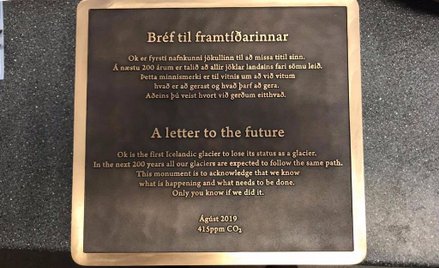 Bréf til framtíðarinnar
Ok er fyrsti nafnkunni jökullinn til að missa titil sinn.
Á næstu 200 árum er talið að allir jöklar landsins fari sömu leið.
Þetta minnismerki er til vitnis um að við vitum
hvað er að gerast og hvað þarf að gera.
Aðeins þú veist hvort við gerðum eitthvað.
A letter to the future
Ok is the first Icelandic glacier to lose its status as a glacier.
In the next 200 years all our glaciers are expected to follow the same path.
This monument is to acknowledge that we know
what is happening and what needs to be done.
Only you know if we did it.
Ágúst 2019
415ppm CO₂